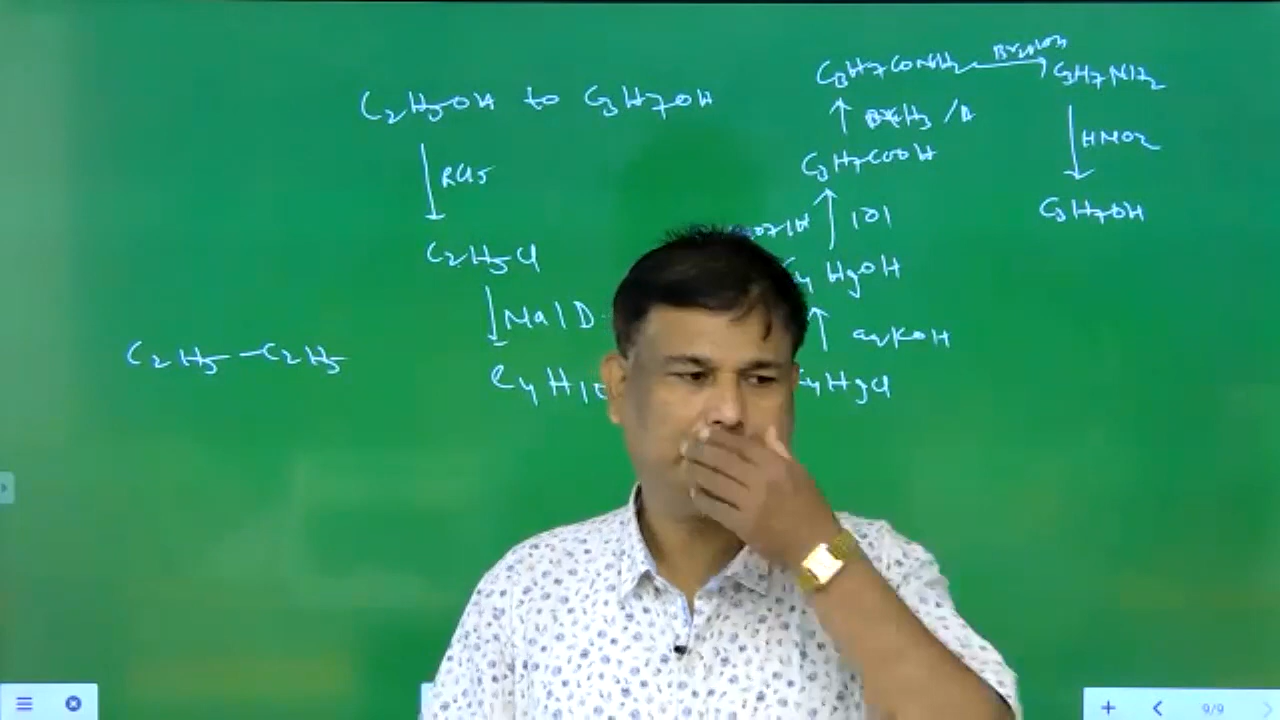 C2H5OH to C3H7OH
PCl5
C2H5Cl
Na/D.
C4H10
C2H5-C2H5
C4H9Cl
aq KOH
C4H9OH
[O]
C3H7COOH
NH3/Δ
C3H7CONH2
Br2/KOH
C3H7NH2
HNO2
C3H7OH
9/9